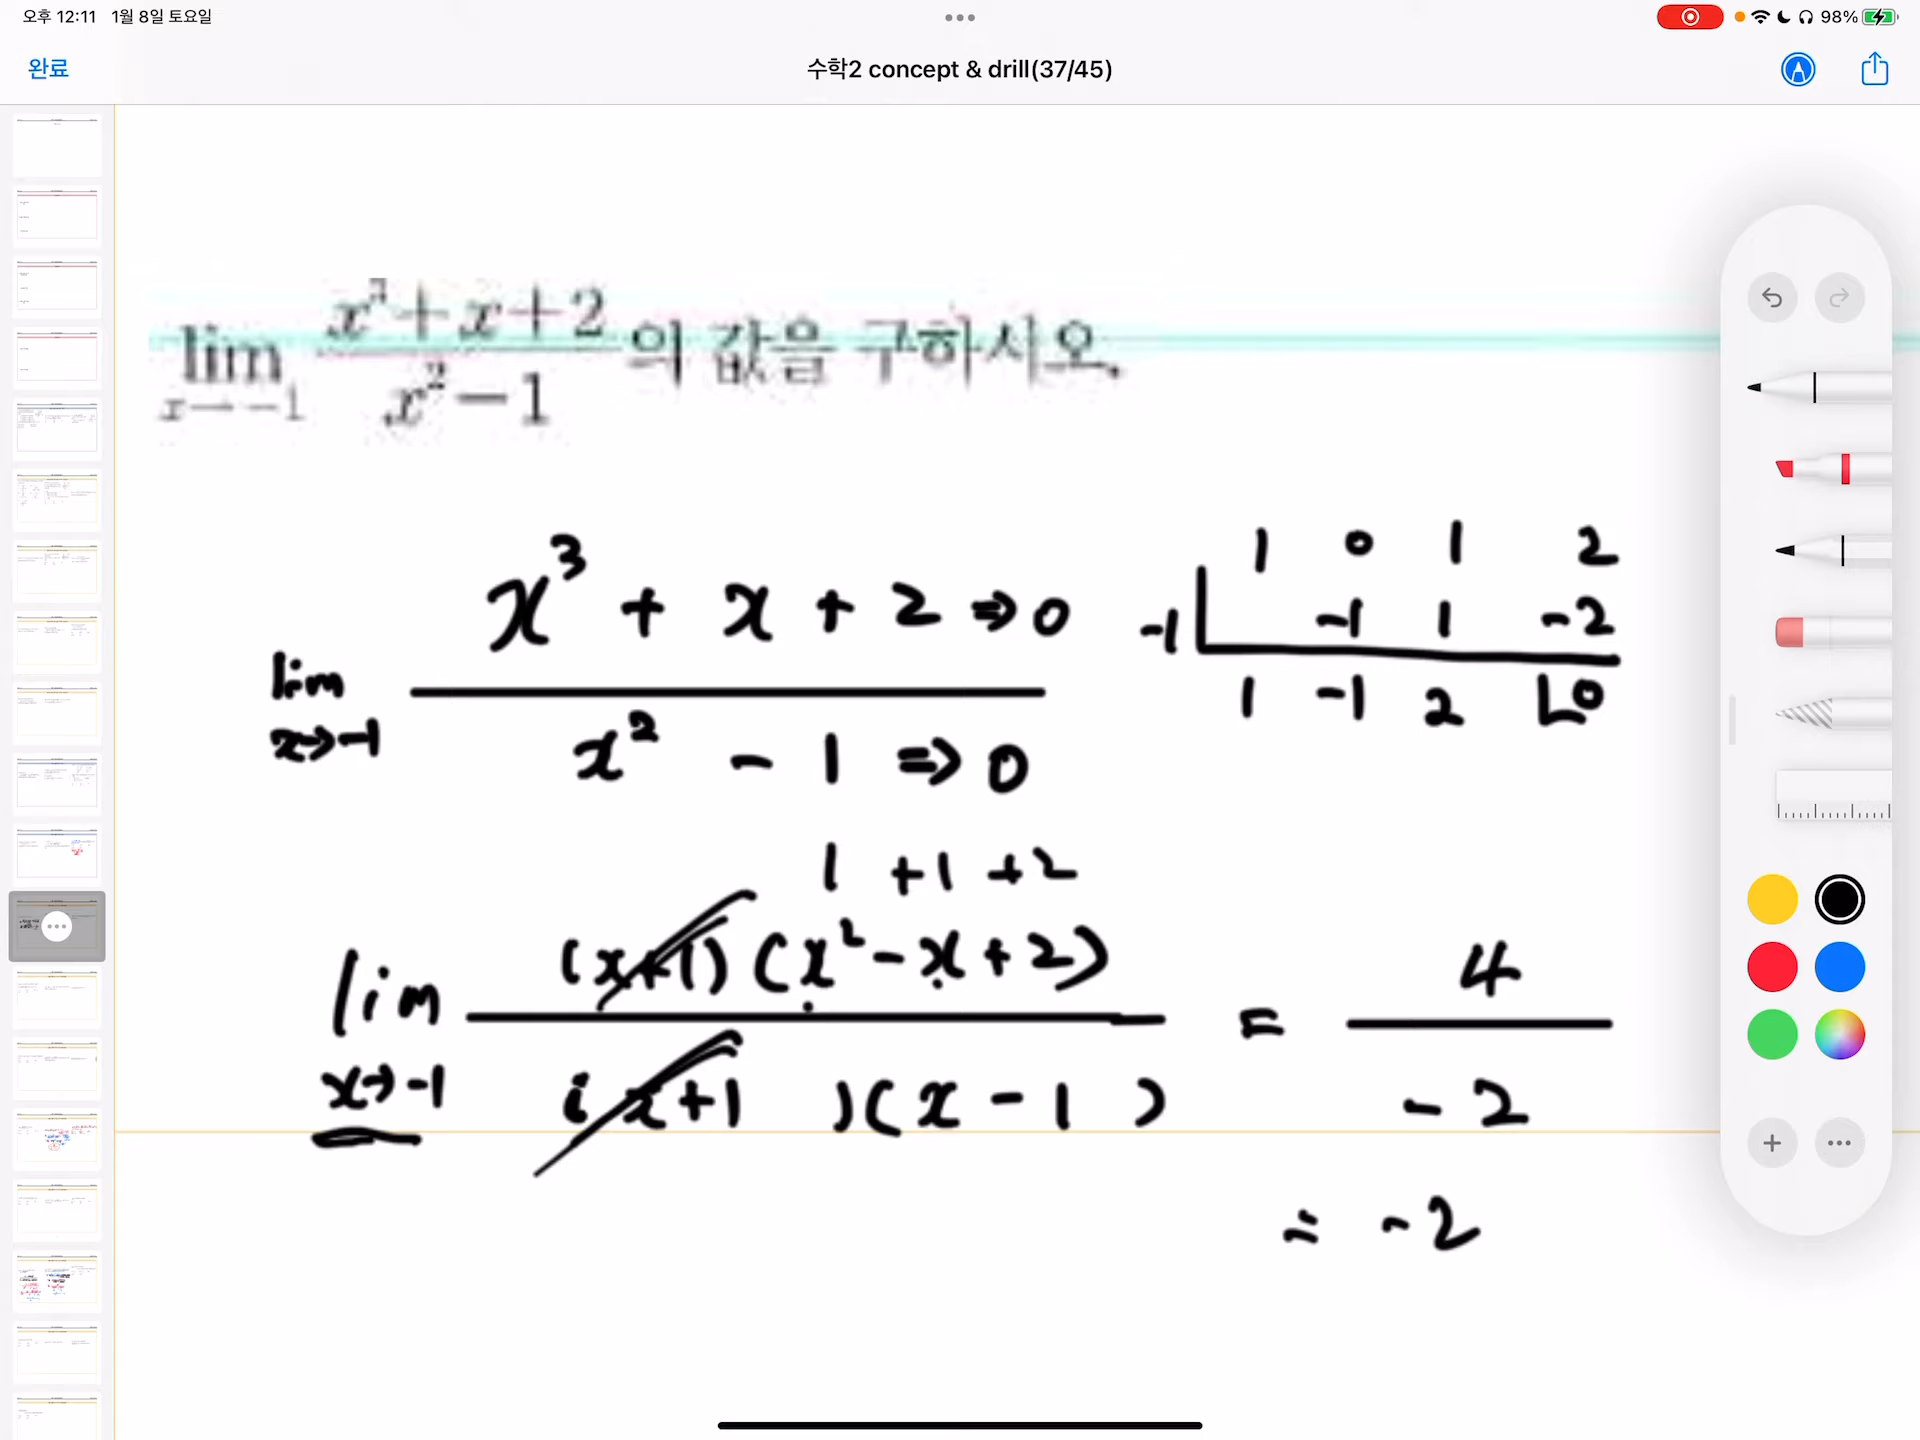 오후 12:11 1월 8일 토요일
98%
완료
수학2 concept & drill(37/45)
lim x→-1 x³+x+2 / x²-1 의 값을 구하시오.
1 0 1 2
x³ + x + 2 ⇒ 0
-1 -1 1 -2
lim x→-1
1 -1 2 0
x² - 1 ⇒ 0
1 +1 +2
(x+1)(x²-x+2)
lim = 4 / -2
x→-1
(x+1)(x-1)
= -2